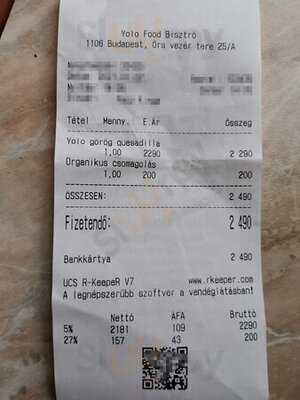 Yolo Food Bisztró
1106 Budapest, Örs vezér tere 25/A
Tétel Menny. E.Ár Összeg
Yolo görög quesadilla
1,00 2290 2 290
Organikus csomagolás
1,00 200 200
ÖSSZESEN: 2 490
Fizetendő: 2 490
Bankkártya 2 490
UCS R-KeepeR V7 www.rkeeper.com
A legnépszerűbb szoftver a vendéglátásban!
Nettó ÁFA Bruttó
5% 2181 109 2290
27% 157 43 200